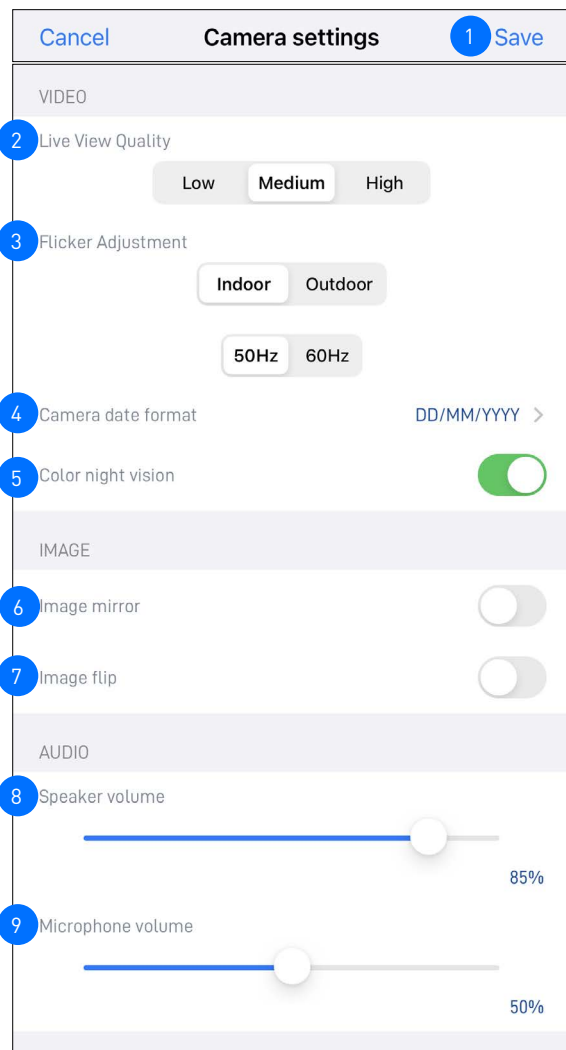 Cancel Camera settings 1 Save
VIDEO
2 Live View Quality
Low Medium High
3 Flicker Adjustment
Indoor Outdoor
50Hz 60Hz
4 Camera date format DD/MM/YYYY >
5 Color night vision
IMAGE
6 Image mirror
7 Image flip
AUDIO
8 Speaker volume
85%
9 Microphone volume
50%